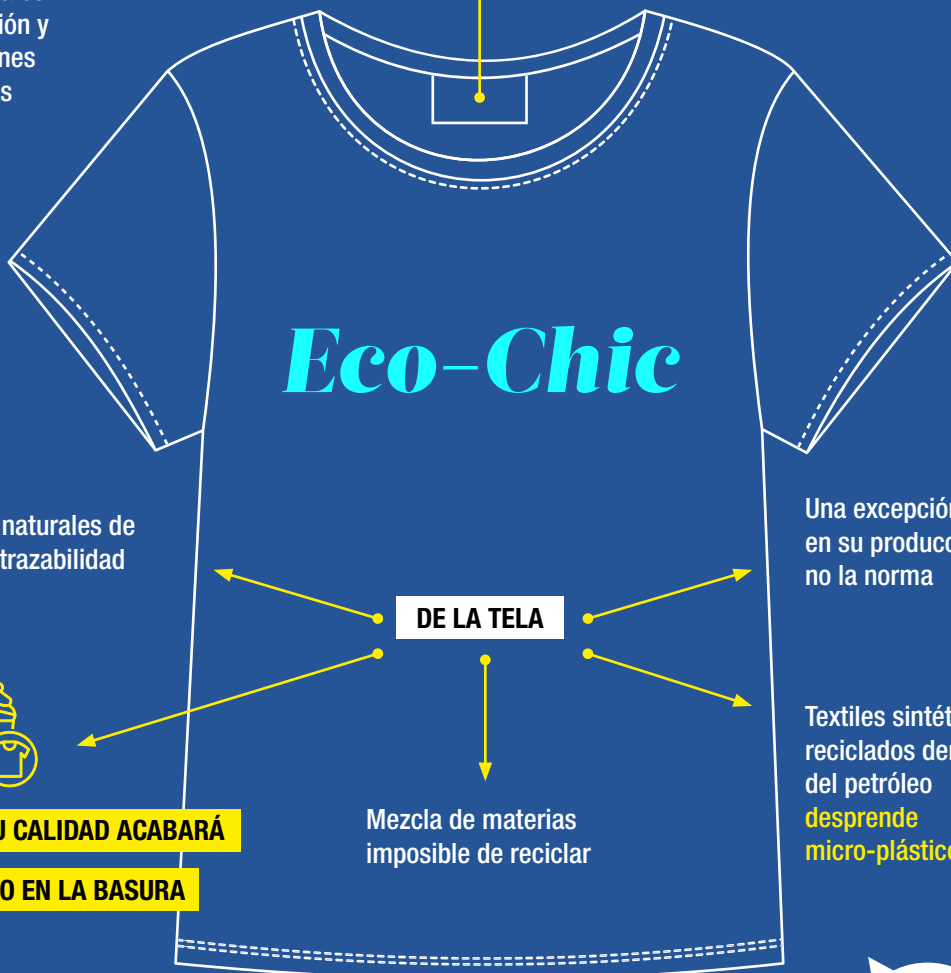 ión y
nes
s
Eco-Chic
naturales de
trazabilidad
DE LA TELA
Una excepción
en su produc
no la norma
Textiles sintét
reciclados de
del petróleo
desprende
micro-plástic
Mezcla de materias
imposible de reciclar
U CALIDAD ACABARÁ
O EN LA BASURA